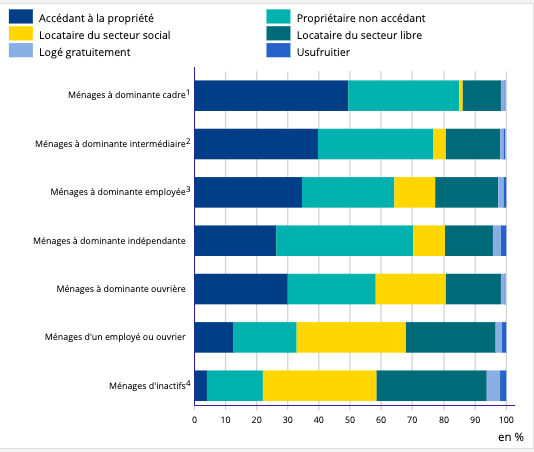 Accédant à la propriété
Propriétaire non accédant
Locataire du secteur social
Locataire du secteur libre
Logé gratuitement
Usufruitier
Ménages à dominante cadre¹
Ménages à dominante intermédiaire²
Ménages à dominante employée³
Ménages à dominante indépendante
Ménages à dominante ouvrière
Ménages d'un employé ou ouvrier
Ménages d'inactifs⁴
0 10 20 30 40 50 60 70 80 90 100
en %